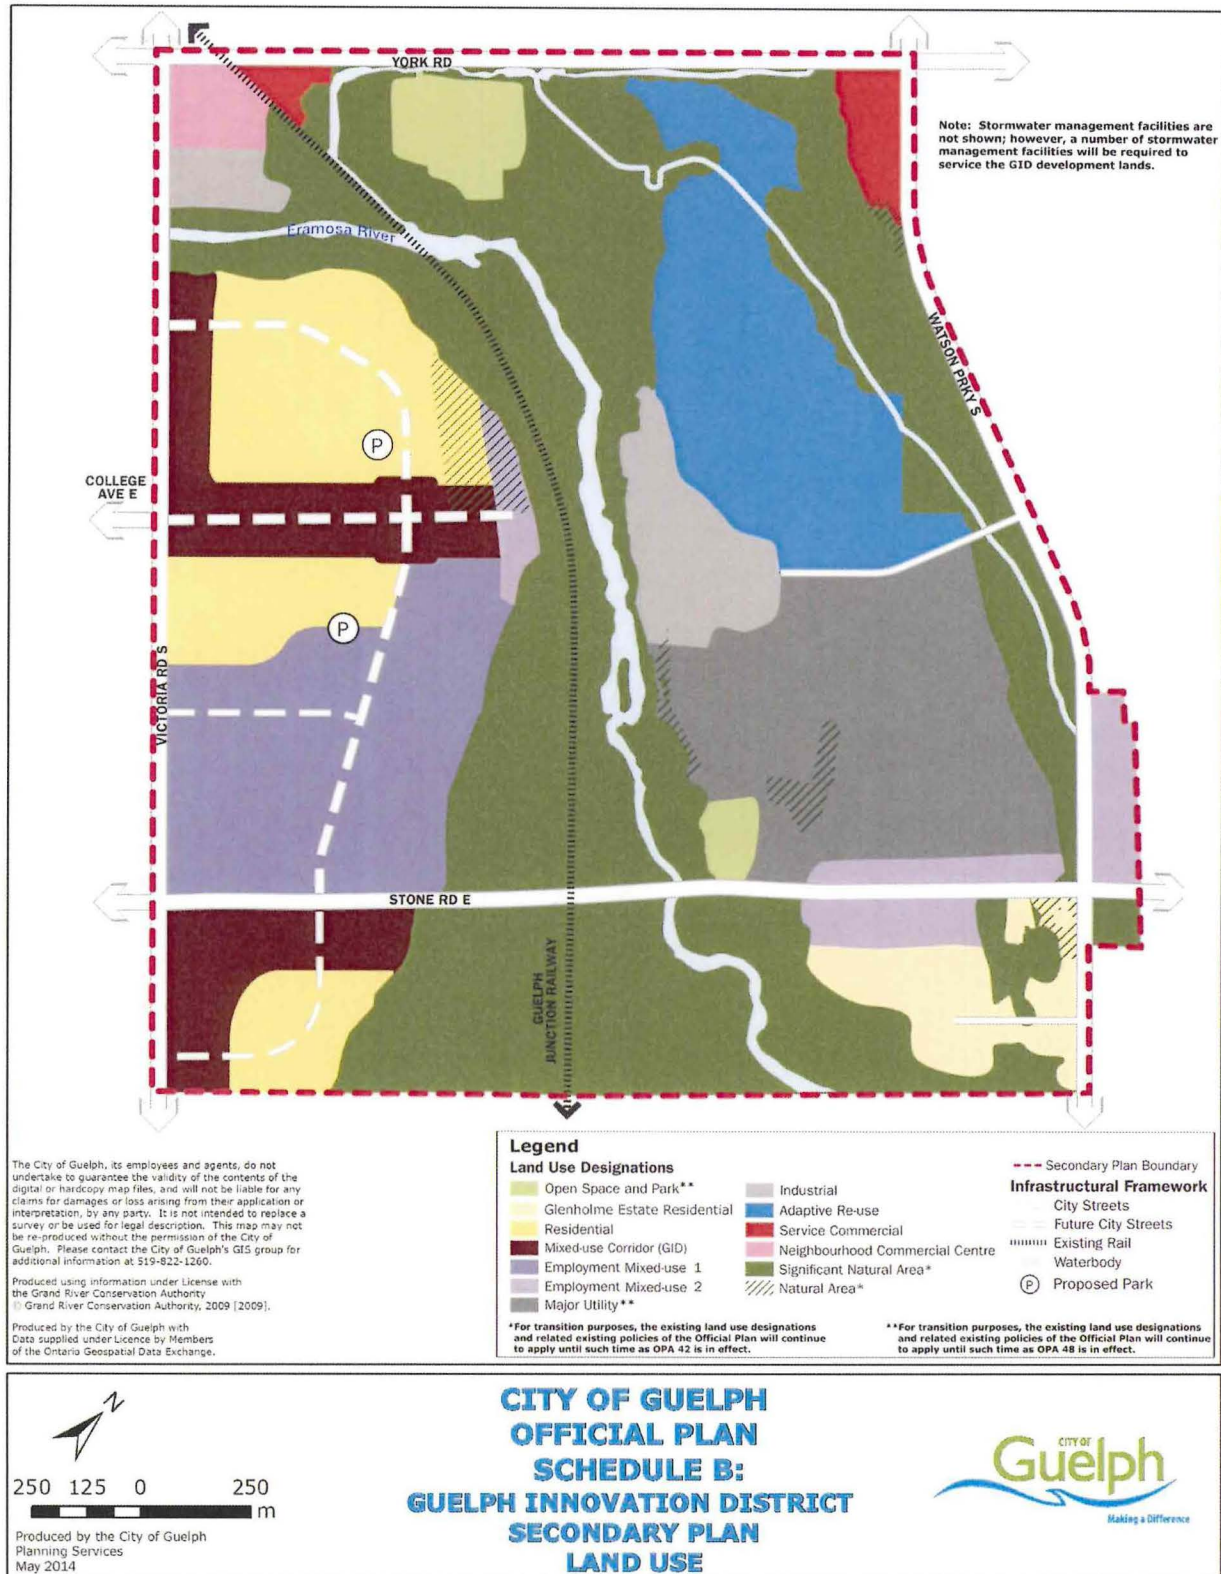 YORK RD
Note: Stormwater management facilities are
not shown; however, a number of stormwater
management facilities will be required to
service the GID development lands.
Eramosa River
WATSON PRKY S
P
COLLEGE
AVE E
P
VICTORIA RD S
STONE RD E
GUELPH
JUNCTION RAILWAY
The City of Guelph, its employees and agents, do not
undertake to guarantee the validity of the contents of the
digital or hardcopy map files, and will not be liable for any
claims for damages or loss arising from their application or
interpretation, by any party. It is not intended to replace a
survey or be used for legal description. This map may not
be re-produced without the permission of the City of
Guelph. Please contact the City of Guelph's GIS group for
additional information at 519-822-1260.
Produced using information under License with
the Grand River Conservation Authority
© Grand River Conservation Authority, 2009 [2009].
Produced by the City of Guelph with
Data supplied under Licence by Members
of the Ontario Geospatial Data Exchange.
Legend
Land Use Designations
Open Space and Park**
Glenholme Estate Residential
Residential
Mixed-use Corridor (GID)
Employment Mixed-use 1
Employment Mixed-use 2
Major Utility**
Industrial
Adaptive Re-use
Service Commercial
Neighbourhood Commercial Centre
Significant Natural Area*
Natural Area*
Secondary Plan Boundary
Infrastructural Framework
City Streets
Future City Streets
Existing Rail
Waterbody
P Proposed Park
*For transition purposes, the existing land use designations
and related existing policies of the Official Plan will continue
to apply until such time as OPA 42 is in effect.
**For transition purposes, the existing land use designations
and related existing policies of the Official Plan will continue
to apply until such time as OPA 48 is in effect.
N
250 125 0 250
m
Produced by the City of Guelph
Planning Services
May 2014
CITY OF GUELPH
OFFICIAL PLAN
SCHEDULE B:
GUELPH INNOVATION DISTRICT
SECONDARY PLAN
LAND USE
CITY OF
Guelph
Making a Difference